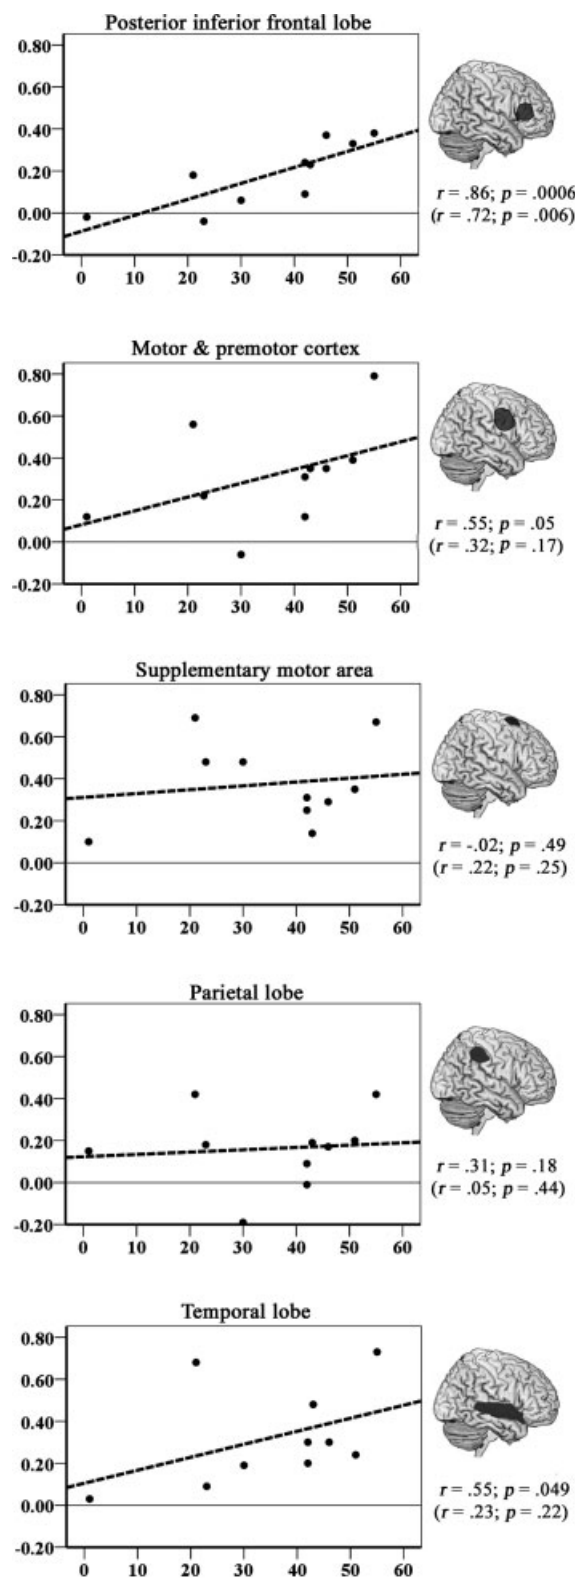 Posterior inferior frontal lobe
0.80
0.60
0.40
0.20
0.00
-0.20
0 10 20 30 40 50 60
r = .86; p = .0006
(r = .72; p = .006)
Motor & premotor cortex
0.80
0.60
0.40
0.20
0.00
-0.20
0 10 20 30 40 50 60
r = .55; p = .05
(r = .32; p = .17)
Supplementary motor area
0.80
0.60
0.40
0.20
0.00
-0.20
0 10 20 30 40 50 60
r = -.02; p = .49
(r = .22; p = .25)
Parietal lobe
0.80
0.60
0.40
0.20
0.00
-0.20
0 10 20 30 40 50 60
r = .31; p = .18
(r = .05; p = .44)
Temporal lobe
0.80
0.60
0.40
0.20
0.00
-0.20
0 10 20 30 40 50 60
r = .55; p = .049
(r = .23; p = .22)